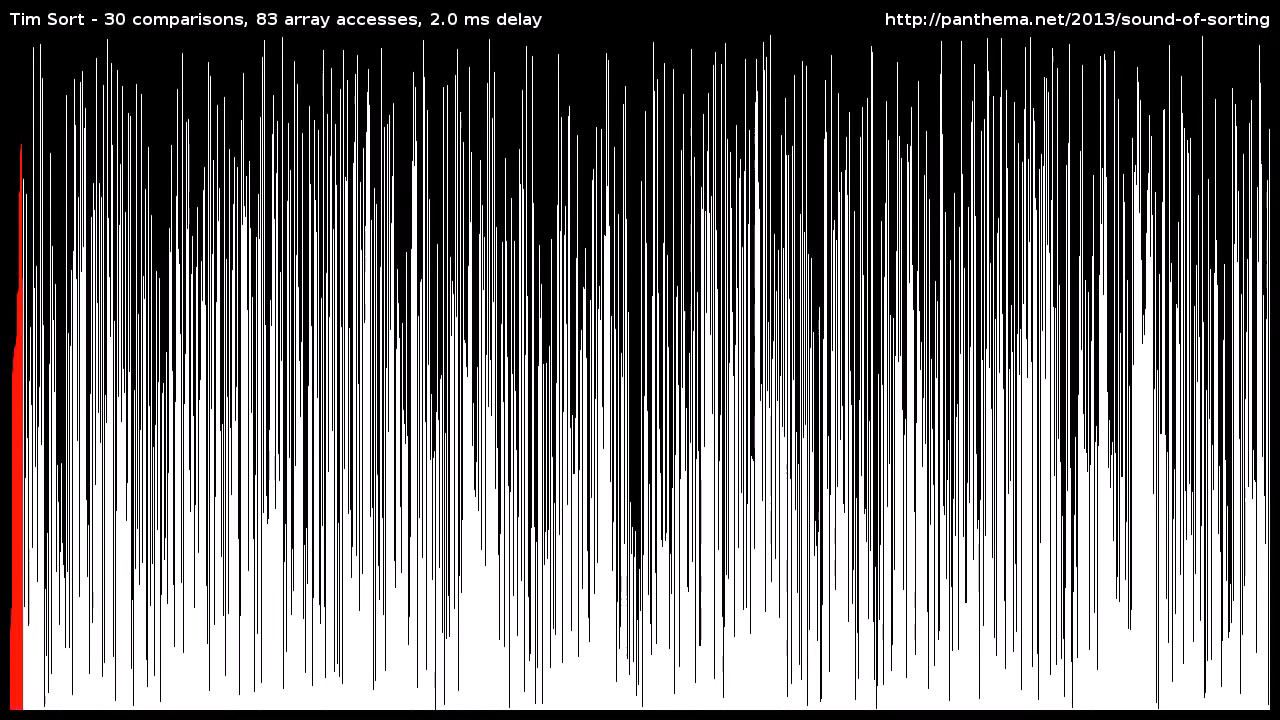 Tim Sort - 30 comparisons, 83 array accesses, 2.0 ms delay
http://panthema.net/2013/sound-of-sorting